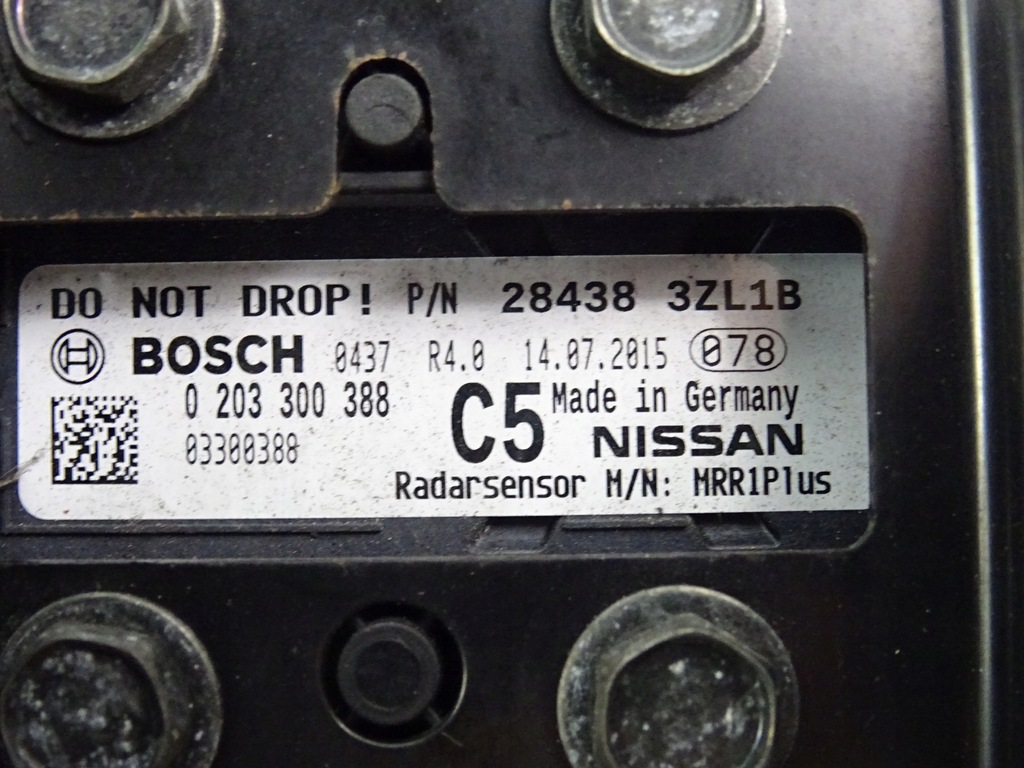 DO NOT DROP! P/N 28438 3ZL1B
BOSCH 0437 R4.0 14.07.2015 078
0 203 300 388 C5 Made in Germany
03300388 NISSAN
Radarsensor M/N: MRR1Plus